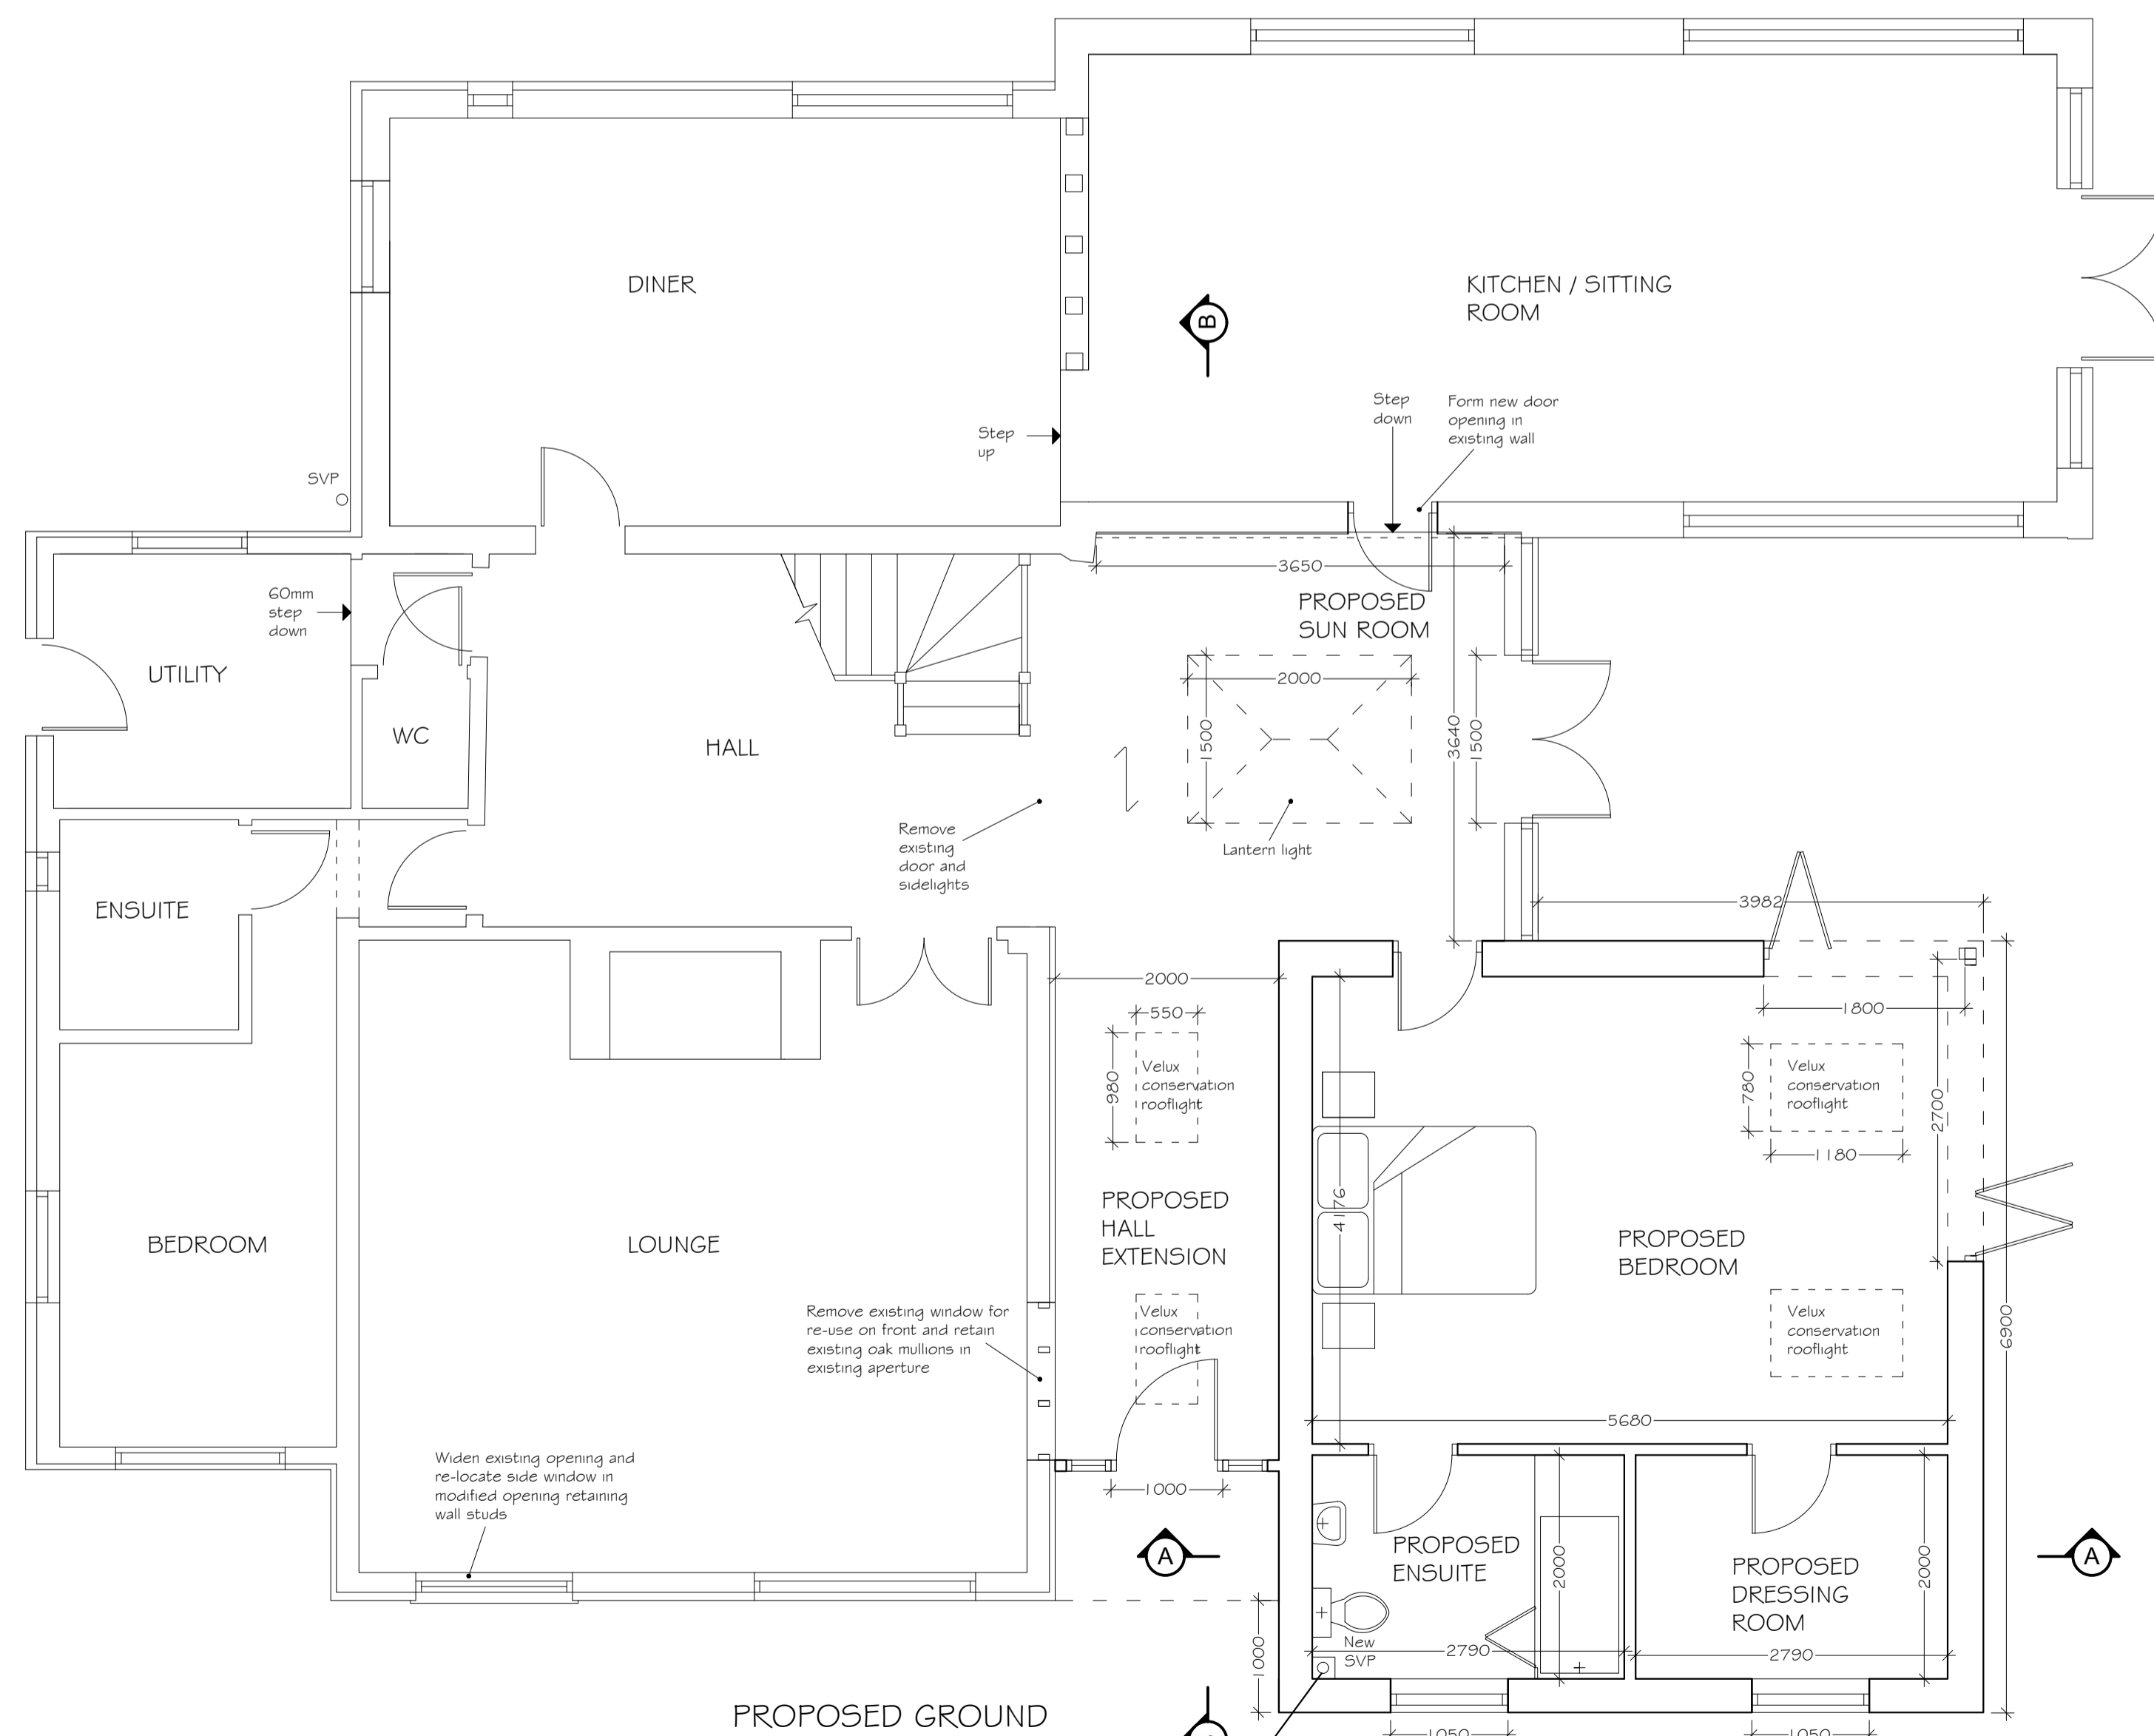 DINER
KITCHEN / SITTING
ROOM
B
Step
down
Form new door
opening in
existing wall
Step
up
SVP
3650
60mm
step
down
PROPOSED
SUN ROOM
UTILITY
WC
HALL
2000
1500
3640
1500
Remove
existing
door and
sidelights
Lantern light
ENSUITE
3982
2000
550
980
Velux
conservation
rooflight
1800
780
Velux
conservation
rooflight
2700
1180
4176
PROPOSED
HALL
EXTENSION
BEDROOM
LOUNGE
PROPOSED
BEDROOM
Remove existing window for
re-use on front and retain
existing oak mullions in
existing aperture
Velux
conservation
rooflight
Velux
conservation
rooflight
6900
5680
Widen existing opening and
re-locate side window in
modified opening retaining
wall studs
1000
A
PROPOSED
ENSUITE
2000
PROPOSED
DRESSING
ROOM
2000
A
New
SVP
2790
2790
1000
PROPOSED GROUND
1050
1050